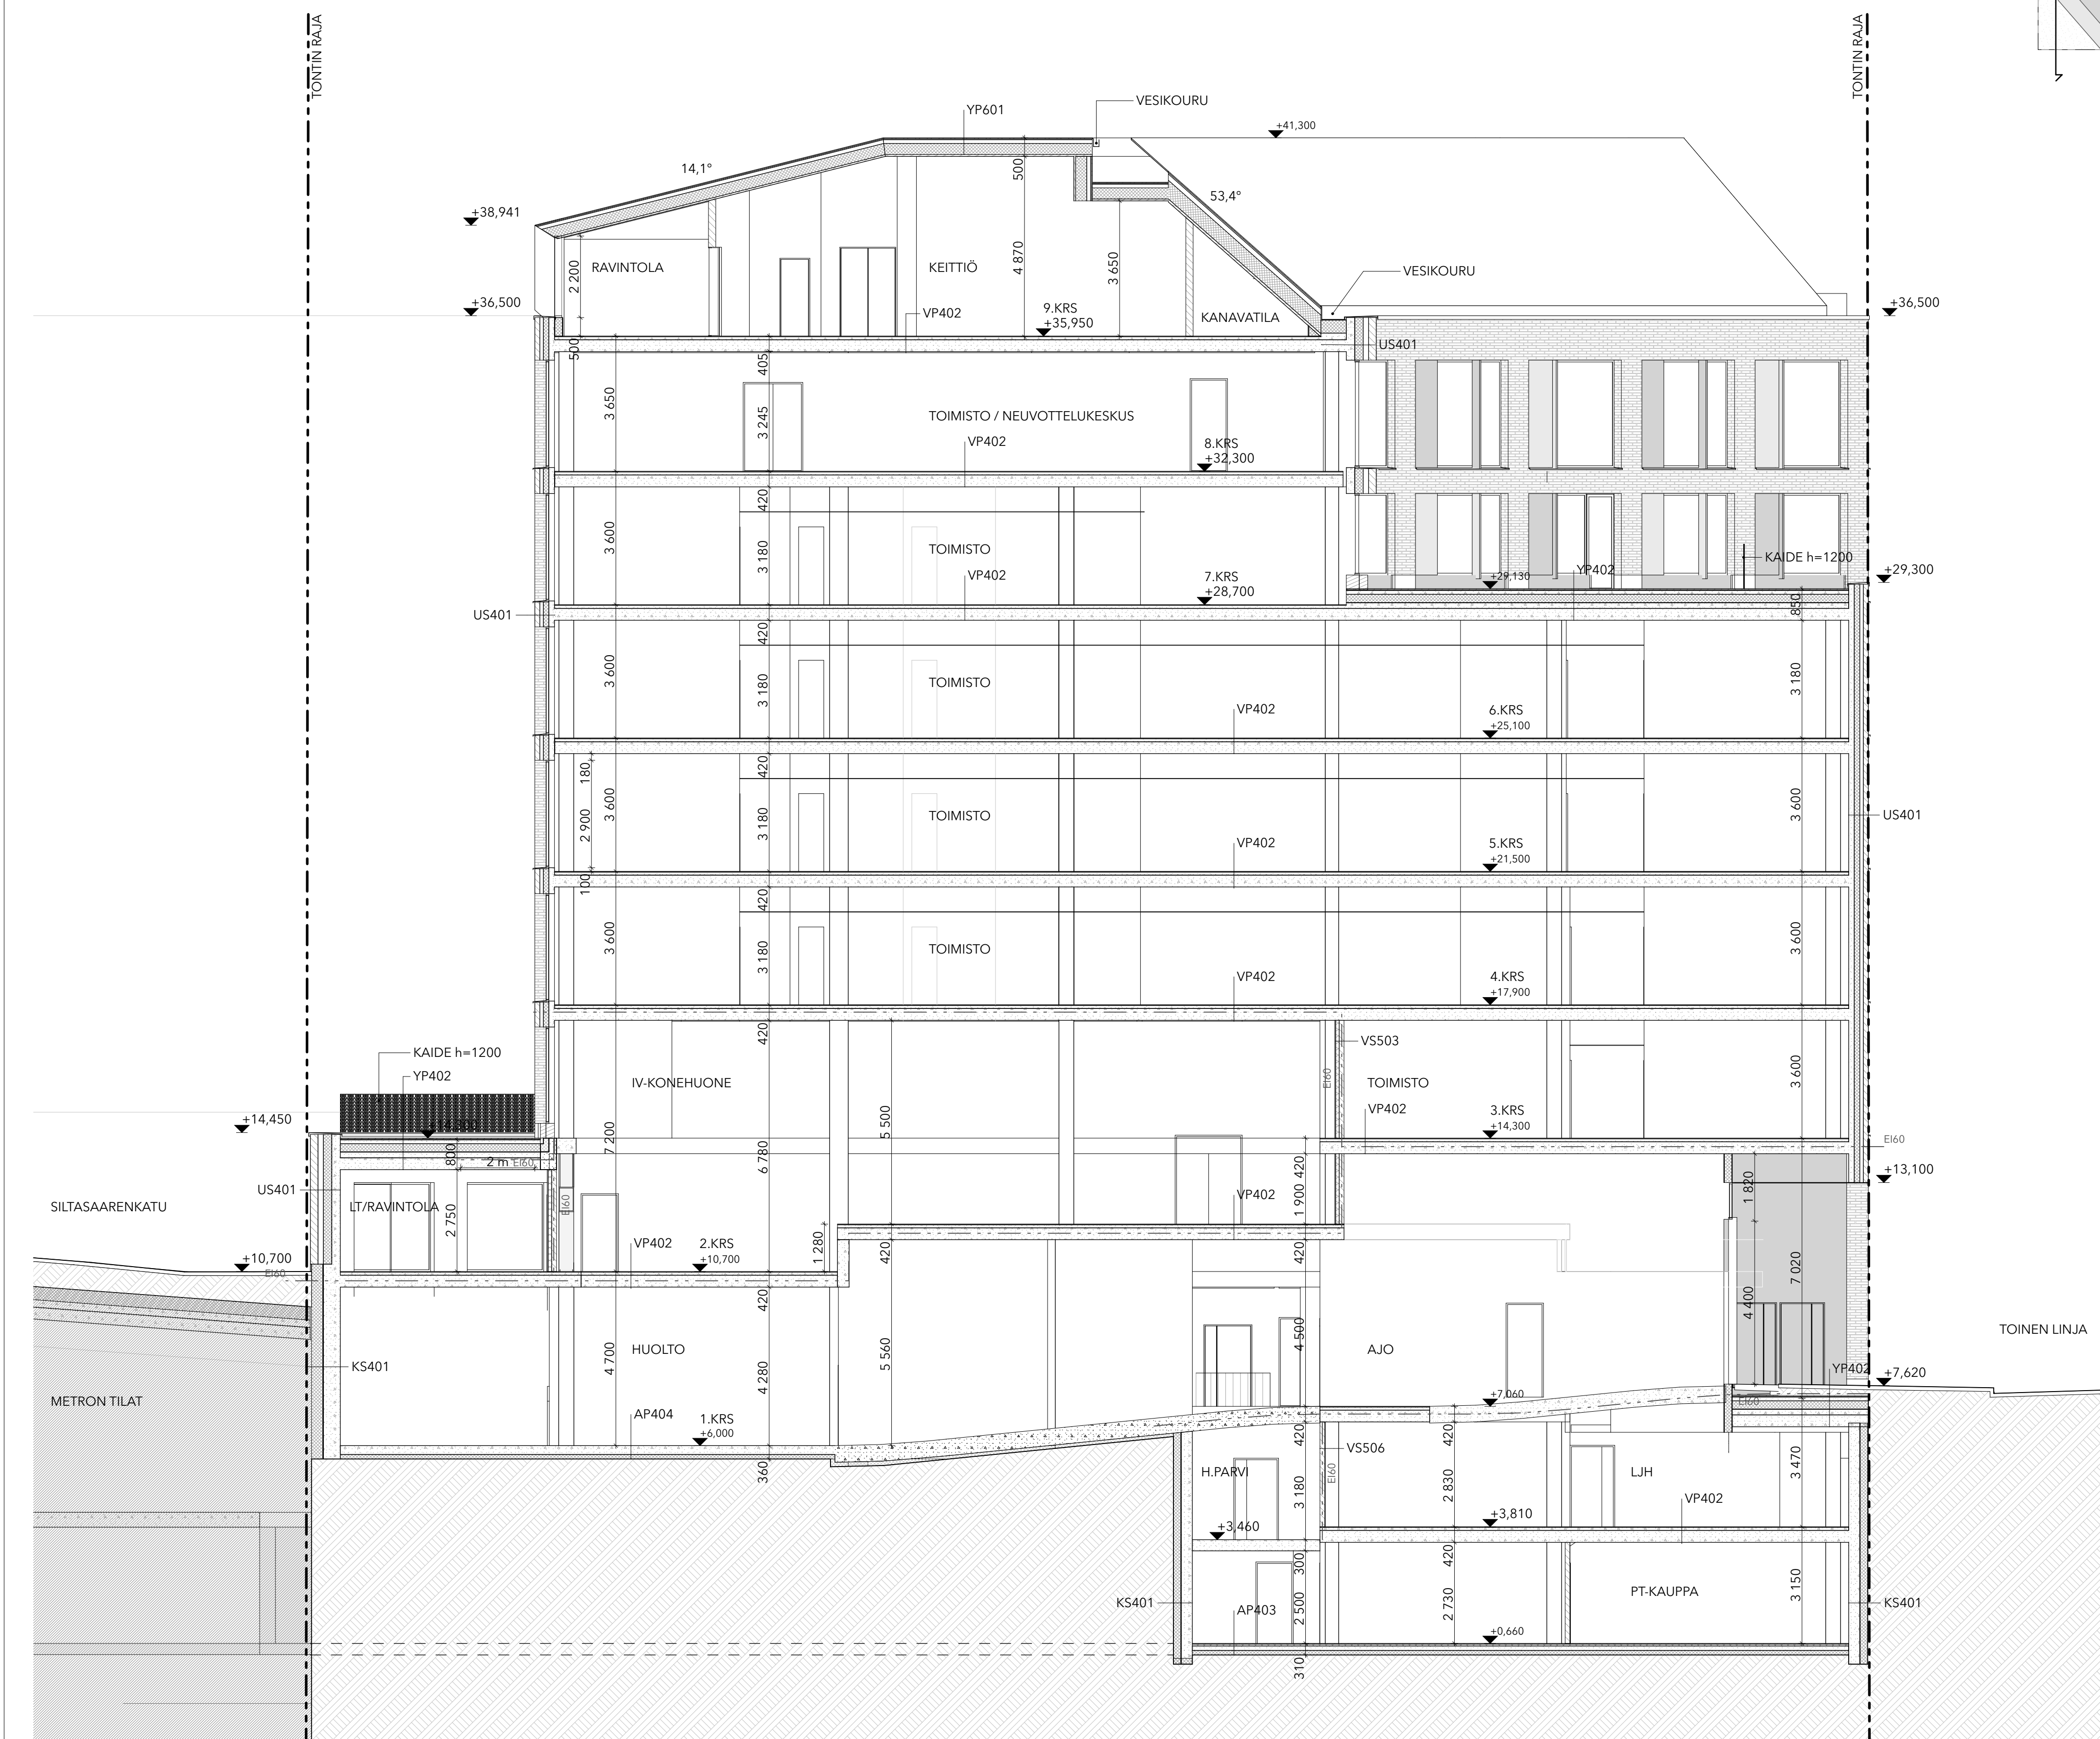 TONTIN RAJA
TONTIN RAJA
VESIKOURU
YP601
+41,300
14,1°
500
53,4°
+38,941
RAVINTOLA
KEITTIÖ
2 200
4 870
3 650
VESIKOURU
+36,500
9.KRS
+35,950
VP402
KANAVATILA
+36,500
500
405
US401
3 650
3 245
TOIMISTO / NEUVOTTELUKESKUS
VP402
8.KRS
+32,300
420
3 600
3 180
TOIMISTO
VP402
7.KRS
+28,700
+29,130
YP402
KAIDE h=1200
+29,300
US401
420
850
3 600
3 180
TOIMISTO
VP402
6.KRS
+25,100
3 180
180
2 900
100
420
3 600
3 180
TOIMISTO
VP402
5.KRS
+21,500
3 600
US401
420
3 600
3 180
TOIMISTO
VP402
4.KRS
+17,900
3 600
420
KAIDE h=1200
YP402
IV-KONEHUONE
5 500
EI60
VS503
TOIMISTO
VP402
3.KRS
+14,300
3 600
+14,450
+14,300
7 200
6 780
EI60
800
2 m EI60
420
+13,100
US401
SILTASAARENKATU
LT/RAVINTOLA
2 750
EI60
1 900
VP402
1 820
+10,700
EI60
VP402
2.KRS
+10,700
1 280
420
420
7 020
420
4 400
KS401
HUOLTO
4 700
4 280
5 560
4 500
AJO
TOINEN LINJA
METRON TILAT
YP402
+7,620
AP404
1.KRS
+6,000
+7,060
EI60
360
420
420
VS506
H.PARVI
EI60
3 180
2 830
LJH
3 470
VP402
+3,460
+3,810
300
420
PT-KAUPPA
3 150
KS401
AP403
2 500
2 730
KS401
+0,660
310